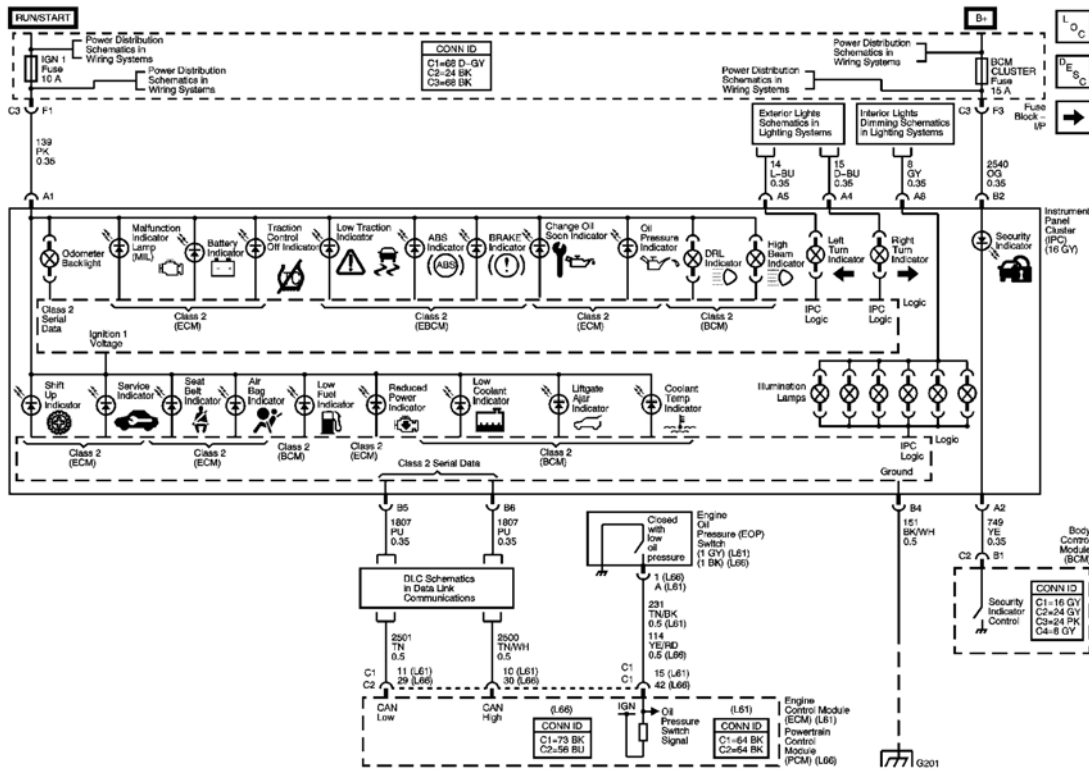 RUN/START
B+
L
O
C
D
E
S
C
Power Distribution
Schematics in
Wiring Systems
IGN 1
Fuse
10 A
Power Distribution
Schematics in
Wiring Systems
CONN ID
C1=68 D-GY
C2=24 BK
C3=68 BK
Power Distribution
Schematics in
Wiring Systems
Power Distribution
Schematics in
Wiring Systems
BCM
CLUSTER
Fuse
15 A
C3
F1
C3
F3
Fuse
Block –
I/P
Exterior Lights
Schematics in
Lighting Systems
Interior Lights
Dimming Schematics
in Lighting Systems
139
PK
0.35
14
L-BU
0.35
15
D-BU
0.35
8
GY
0.35
2540
OG
0.35
A1
A5
A4
A8
B2
Instrument
Panel
Cluster
(IPC)
(16 GY)
Odometer
Backlight
Malfunction
Indicator
Lamp
(MIL)
Battery
Indicator
Traction
Control
Off Indicator
TC
Low Traction
Indicator
ABS
Indicator
(ABS)
BRAKE
Indicator
Change Oil
Soon Indicator
Oil
Pressure
Indicator
DRL
Indicator
High
Beam
Indicator
Left
Turn
Indicator
Right
Turn
Indicator
Security
Indicator
Class 2
Serial
Data
Class 2
(ECM)
Class 2
(EBCM)
Class 2
(ECM)
Class 2
(BCM)
IPC
Logic
IPC
Logic
Logic
Ignition 1
Voltage
Shift
Up
Indicator
Service
Indicator
Seat
Belt
Indicator
Air
Bag
Indicator
Low
Fuel
Indicator
Reduced
Power
Indicator
Low
Coolant
Indicator
Liftgate
Ajar
Indicator
Coolant
Temp
Indicator
Illumination
Lamps
Class 2
(ECM)
Class 2
(ECM)
Class 2
(BCM)
Class 2
(ECM)
Class 2
(BCM)
IPC
Logic
Logic
Class 2 Serial Data
Ground
B5
B6
B4
A2
1807
PU
0.35
1807
PU
0.35
Closed
with
low
oil
pressure
Engine
Oil
Pressure (EOP)
Switch
(1 GY) (L61)
(1 BK) (L66)
151
BK/WH
0.5
749
YE
0.35
C2
B1
Body
Control
Module
(BCM)
DLC Schematics
in Data Link
Communications
1 (L66)
A (L61)
231
TN/BK
0.5 (L61)
114
YE/RD
0.5 (L66)
Security
Indicator
Control
CONN ID
C1=16 GY
C2=24 GY
C3=24 PK
C4=6 GY
2501
TN
0.5
2500
TN/WH
0.5
C1
11 (L61)
C2
29 (L66)
10 (L61)
30 (L66)
C1
15 (L61)
C1
42 (L66)
CAN
Low
CAN
High
(L66)
CONN ID
C1=73 BK
C2=56 BU
IGN
Oil
Pressure
Switch
Signal
(L61)
CONN ID
C1=64 BK
C2=64 BK
Engine
Control Module
(ECM) (L61)
Powertrain
Control
Module
(PCM) (L66)
G201